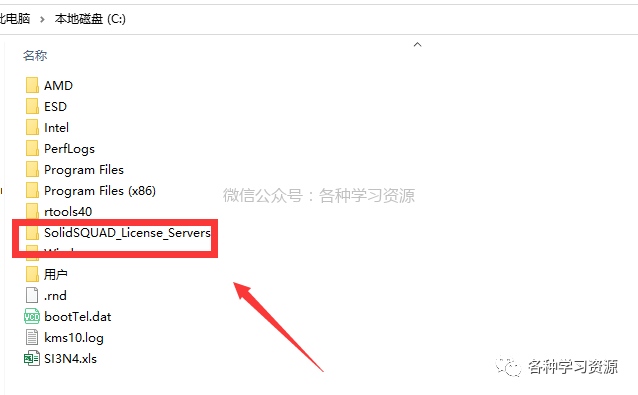 此电脑 > 本地磁盘 (C:)
名称
AMD
ESD
Intel
PerfLogs
Program Files
Program Files (x86)
微信公众号：各种学习资源
rtools40
SolidSQUAD_License_Servers
用户
.rnd
bootTel.dat
kms10.log
SI3N4.xls
各种学习资源